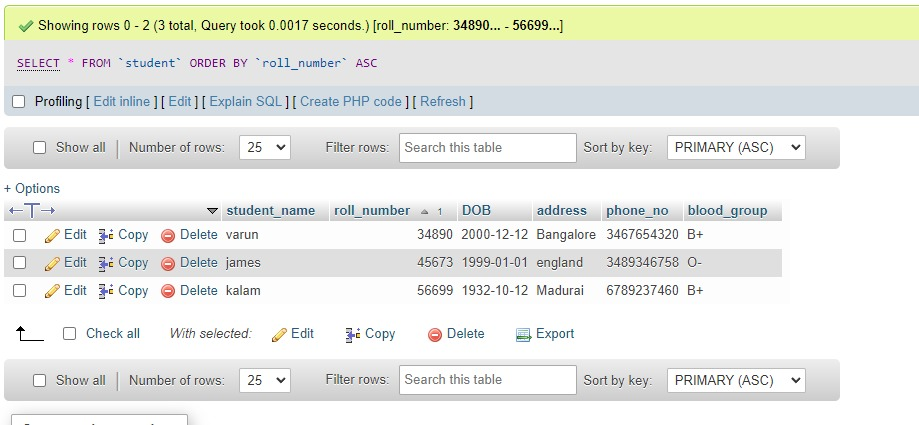 Showing rows 0 - 2 (3 total, Query took 0.0017 seconds.) [roll_number: 34890... - 56699...]
SELECT * FROM `student` ORDER BY `roll_number` ASC
Profiling [ Edit inline ] [ Edit ] [ Explain SQL ] [ Create PHP code ] [ Refresh ]
Show all Number of rows: 25 Filter rows: Search this table Sort by key: PRIMARY (ASC)
+ Options
←T→ student_name roll_number 1 DOB address phone_no blood_group
Edit Copy Delete varun 34890 2000-12-12 Bangalore 3467654320 B+
Edit Copy Delete james 45673 1999-01-01 england 3489346758 O-
Edit Copy Delete kalam 56699 1932-10-12 Madurai 6789237460 B+
Check all With selected: Edit Copy Delete Export
Show all Number of rows: 25 Filter rows: Search this table Sort by key: PRIMARY (ASC)